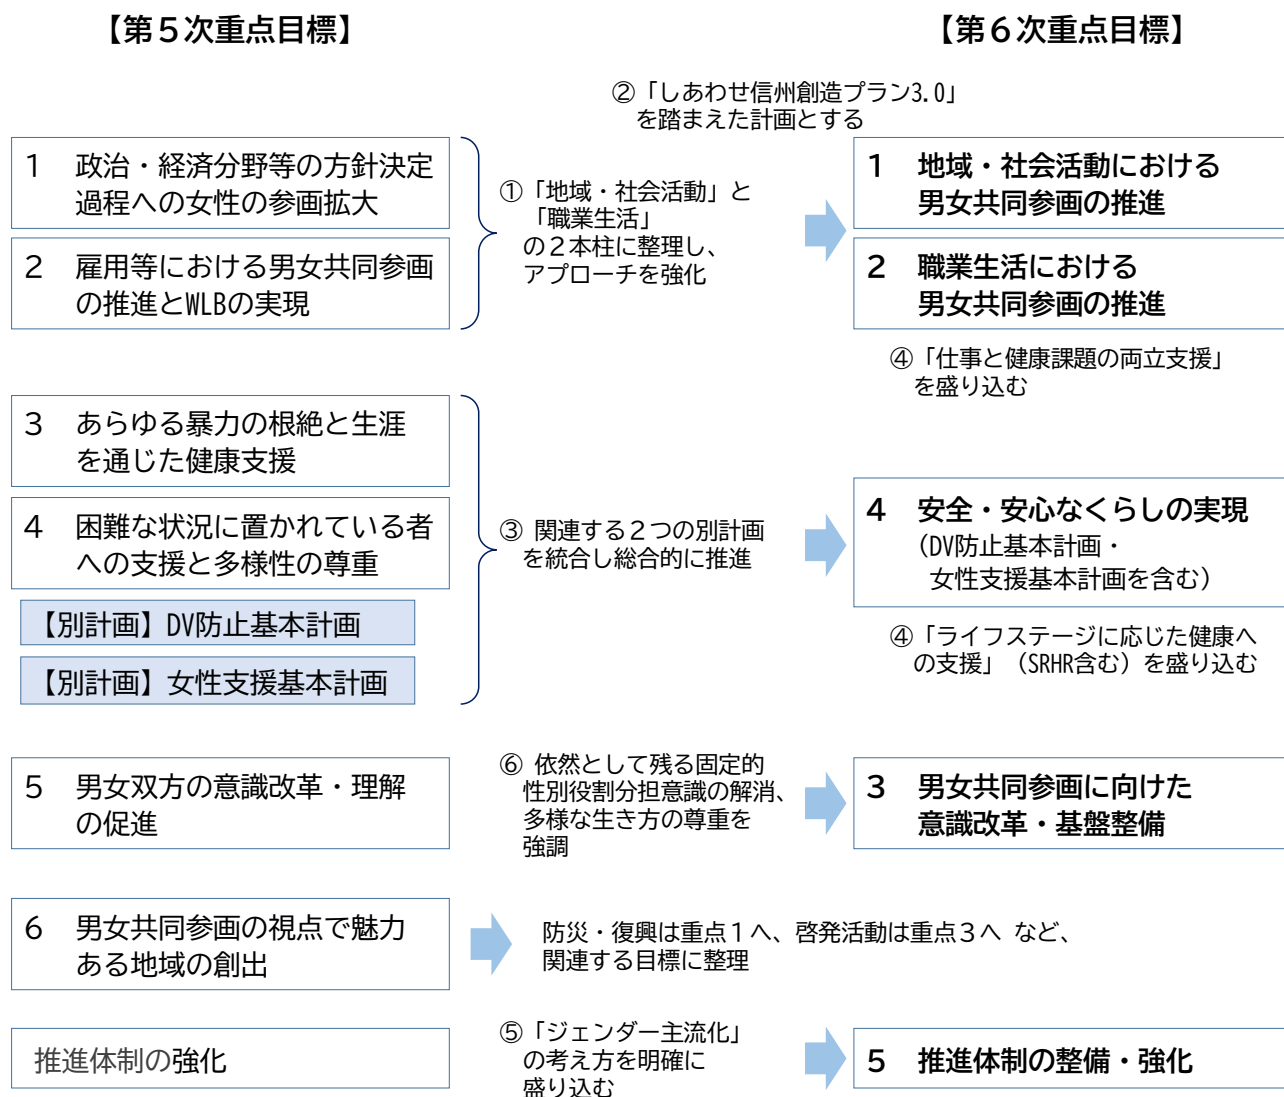 【第５次重点目標】
【第６次重点目標】
②「しあわせ信州創造プラン3.0」
を踏まえた計画とする
１ 政治・経済分野等の方針決定
過程への女性の参画拡大
２ 雇用等における男女共同参画
の推進とWLBの実現
①「地域・社会活動」と
「職業生活」
の２本柱に整理し、
アプローチを強化
１ 地域・社会活動における
男女共同参画の推進
２ 職業生活における
男女共同参画の推進
④「仕事と健康課題の両立支援」
を盛り込む
３ あらゆる暴力の根絶と生涯
を通じた健康支援
４ 困難な状況に置かれている者
への支援と多様性の尊重
【別計画】DV防止基本計画
【別計画】女性支援基本計画
③ 関連する２つの別計画
を統合し総合的に推進
４ 安全・安心なくらしの実現
（DV防止基本計画・
女性支援基本計画を含む）
④「ライフステージに応じた健康へ
の支援」（SRHR含む）を盛り込む
５ 男女双方の意識改革・理解
の促進
⑥ 依然として残る固定的
性別役割分担意識の解消、
多様な生き方の尊重を
強調
３ 男女共同参画に向けた
意識改革・基盤整備
６ 男女共同参画の視点で魅力
ある地域の創出
防災・復興は重点１へ、啓発活動は重点３へ など、
関連する目標に整理
推進体制の強化
⑤「ジェンダー主流化」
の考え方を明確に
盛り込む
５ 推進体制の整備・強化